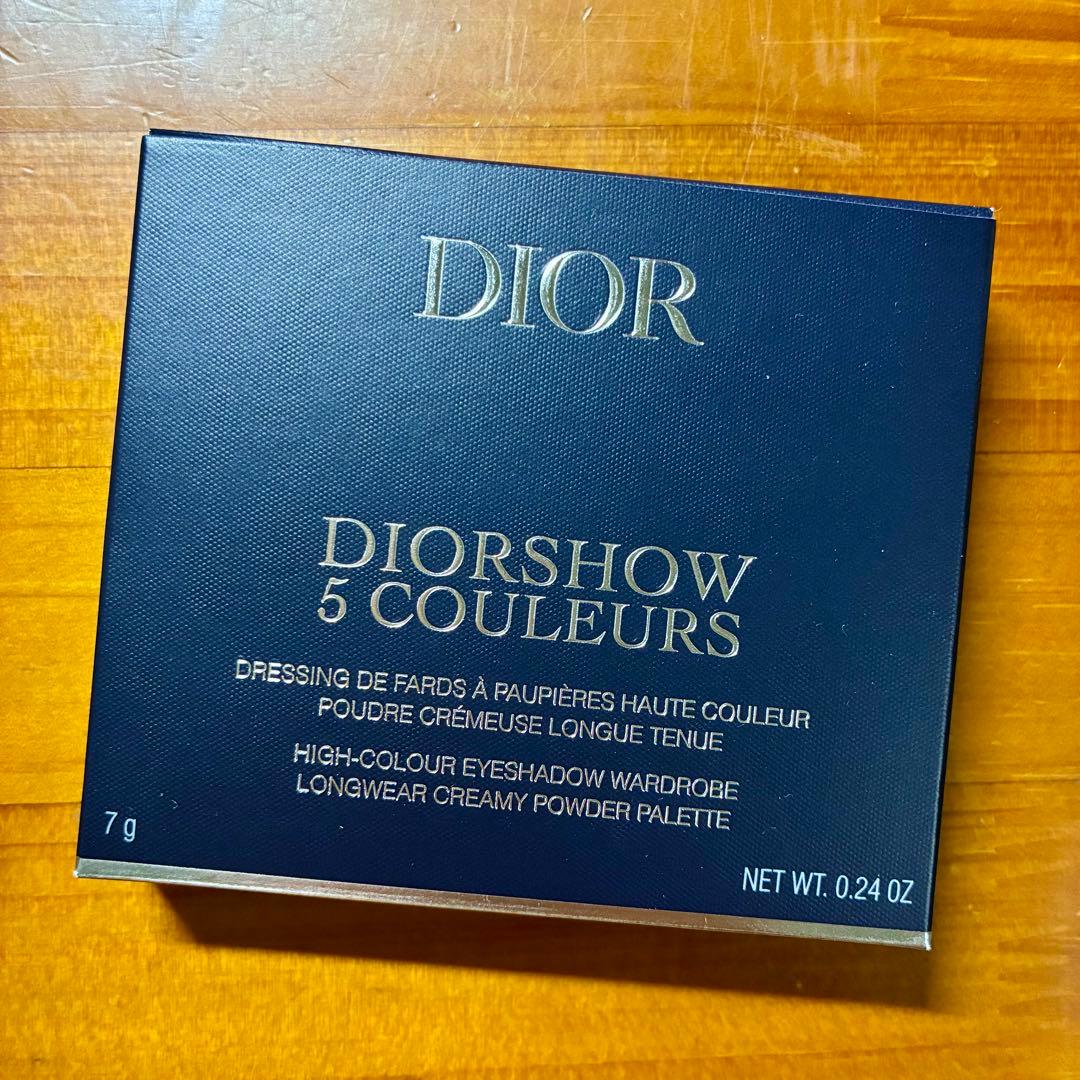 DIOR
DIORSHOW
5 COULEURS
DRESSING DE FARDS À PAUPIÈRES HAUTE COULEUR
POUDRE CRÉMEUSE LONGUE TENUE
HIGH-COLOUR EYESHADOW WARDROBE
LONGWEAR CREAMY POWDER PALETTE
7 g
NET WT. 0.24 OZ